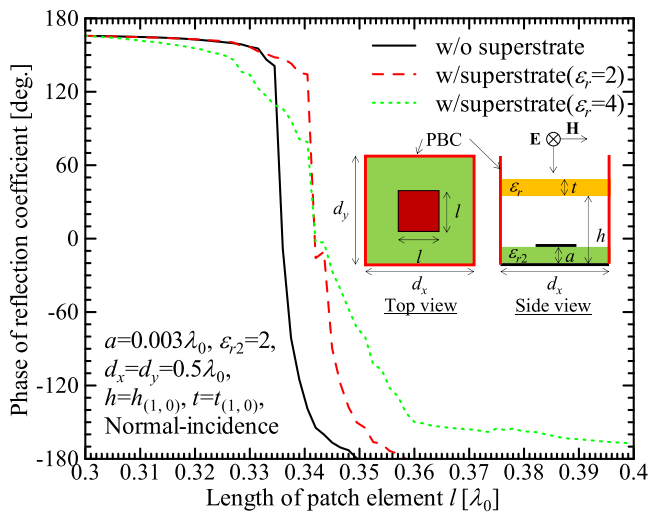 Phase of reflection coefficient [deg.]
180
120
60
0
-60
-120
-180
w/o superstrate
w/superstrate(εr=2)
w/superstrate(εr=4)
PBC
E
H
dy
l
l
dx
Top view
εr
t
h
εr2
a
dx
Side view
a=0.003λ0, εr2=2,
dx=dy=0.5λ0,
h=h(1, 0), t=t(1, 0),
Normal-incidence
0.3 0.31 0.32 0.33 0.34 0.35 0.36 0.37 0.38 0.39 0.4
Length of patch element l [λ0]